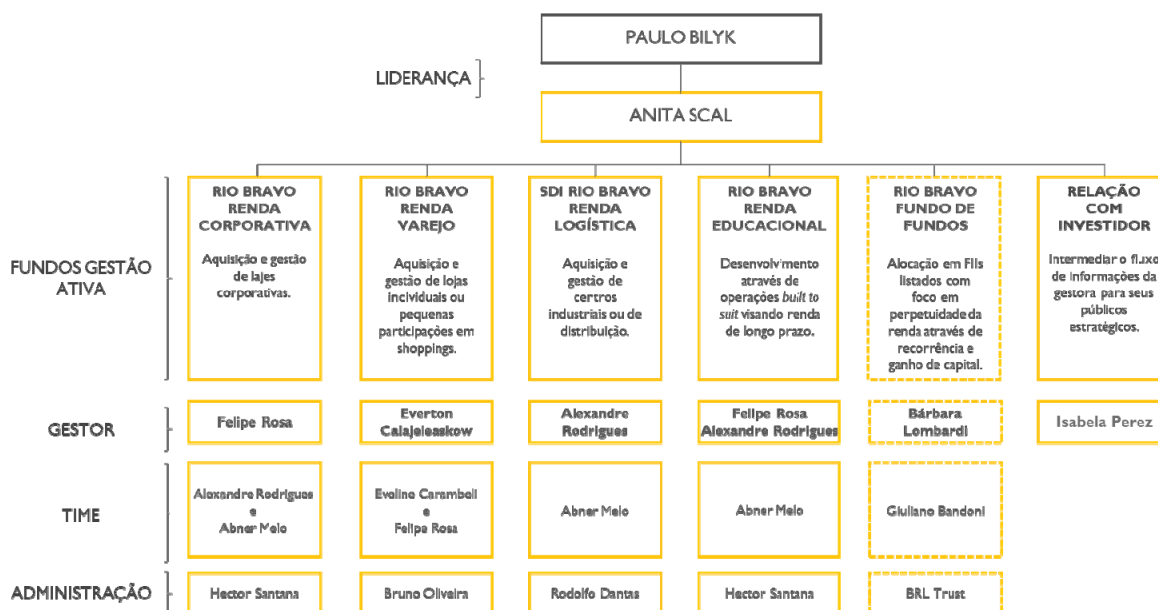 PAULO BILYK
LIDERANÇA
ANITA SCAL
FUNDOS GESTÃO
ATIVA
RIO BRAVO
RENDA
CORPORATIVA
Aquisição e gestão
de lajes
corporativas.
RIO BRAVO
RENDA
VAREJO
Aquisição e
gestão de lojas
individuais ou
pequenas
participações em
shoppings.
SDI RIO BRAVO
RENDA
LOGÍSTICA
Aquisição e
gestão de
centros
industriais ou de
distribuição.
RIO BRAVO
RENDA
EDUCACIONAL
Desenvolvimento
através de
operações built to
suit visando renda
de longo prazo.
RIO BRAVO
FUNDO DE
FUNDOS
Alocação em FIIs
listados com
foco em
perpetuidade da
renda através de
recorrência e
ganho de capital.
RELAÇÃO
COM
INVESTIDOR
Intermediar o fluxo
de informações da
gestora para seus
públicos
estratégicos.
GESTOR
Felipe Rosa
Everton
Alexandre
Rodrigues
Felipe Rosa
Alexandre Rodrigues
Bárbara
Lombardi
Isabela Perez
TIME
Alexandre Rodrigues
e
Abner Melo
Eveline
e
Felipe Rosa
Abner Melo
Abner Melo
Giuliano Bandoni
ADMINISTRAÇÃO
Hector Santana
Bruno Oliveira
Rodolfo Dantas
Hector Santana
BRL Trust